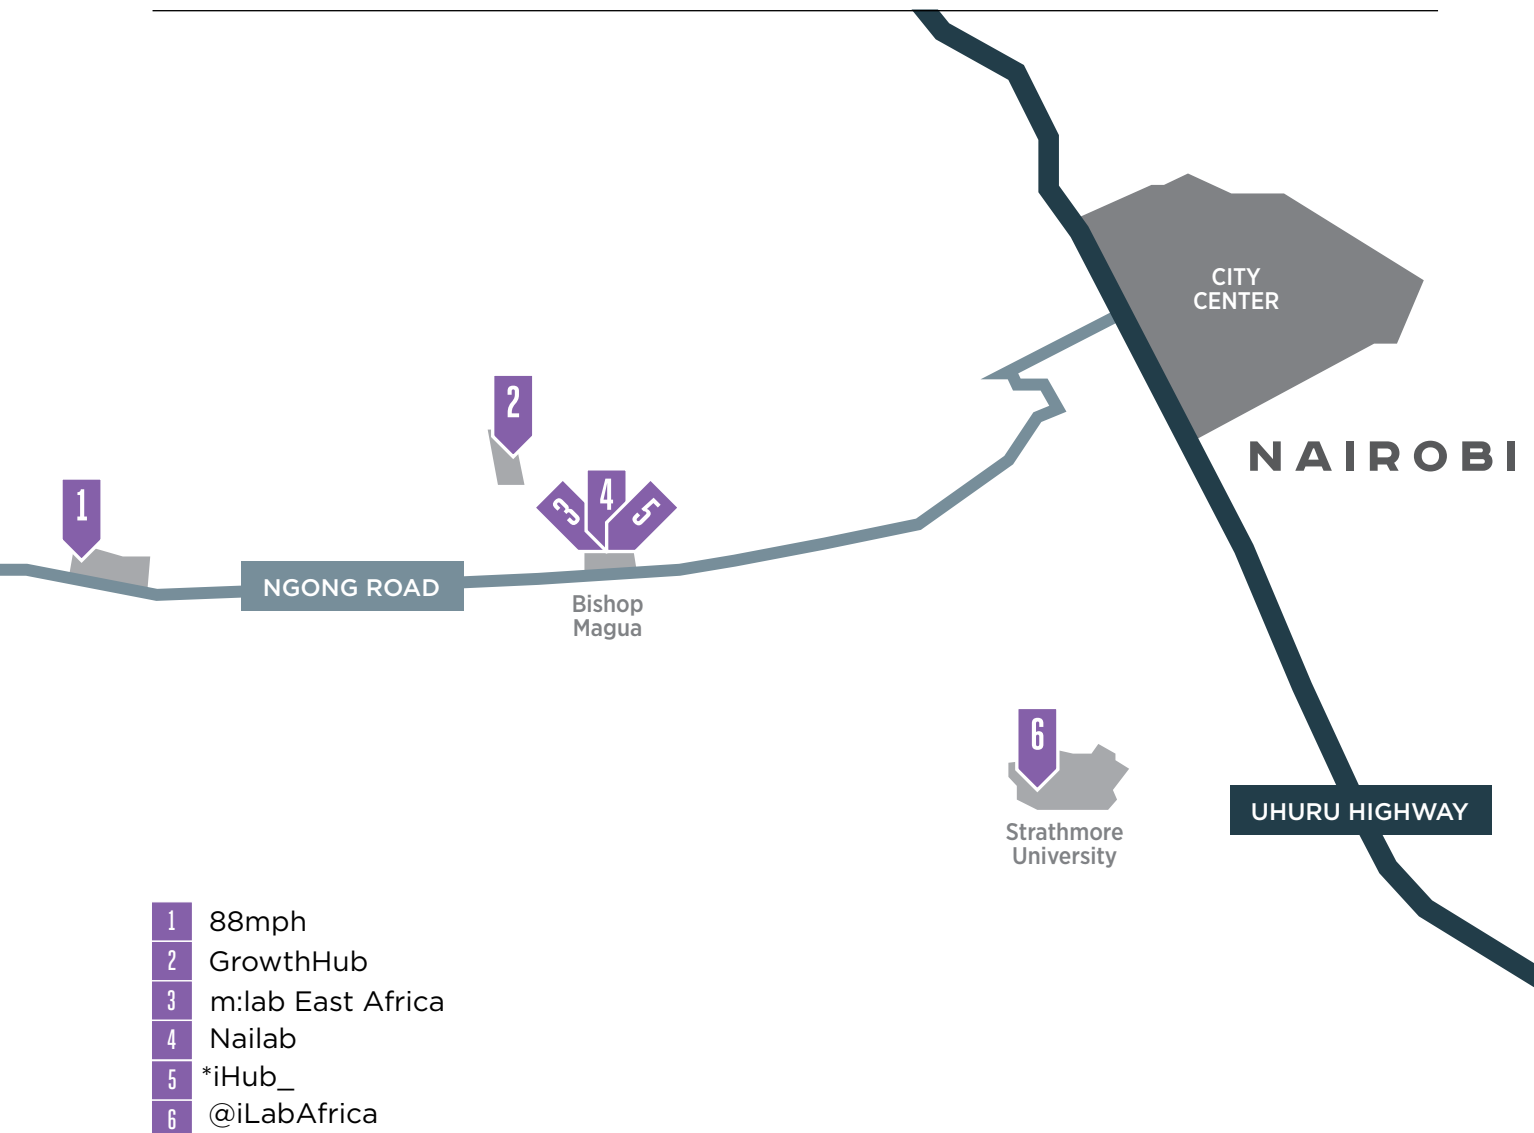 CITY
CENTER
NAIROBI
2
1
3
4
5
NGONG ROAD
Bishop
Magua
6
UHURU HIGHWAY
Strathmore
University
1 88mph
2 GrowthHub
3 m:lab East Africa
4 Nailab
5 *iHub_
6 @iLabAfrica